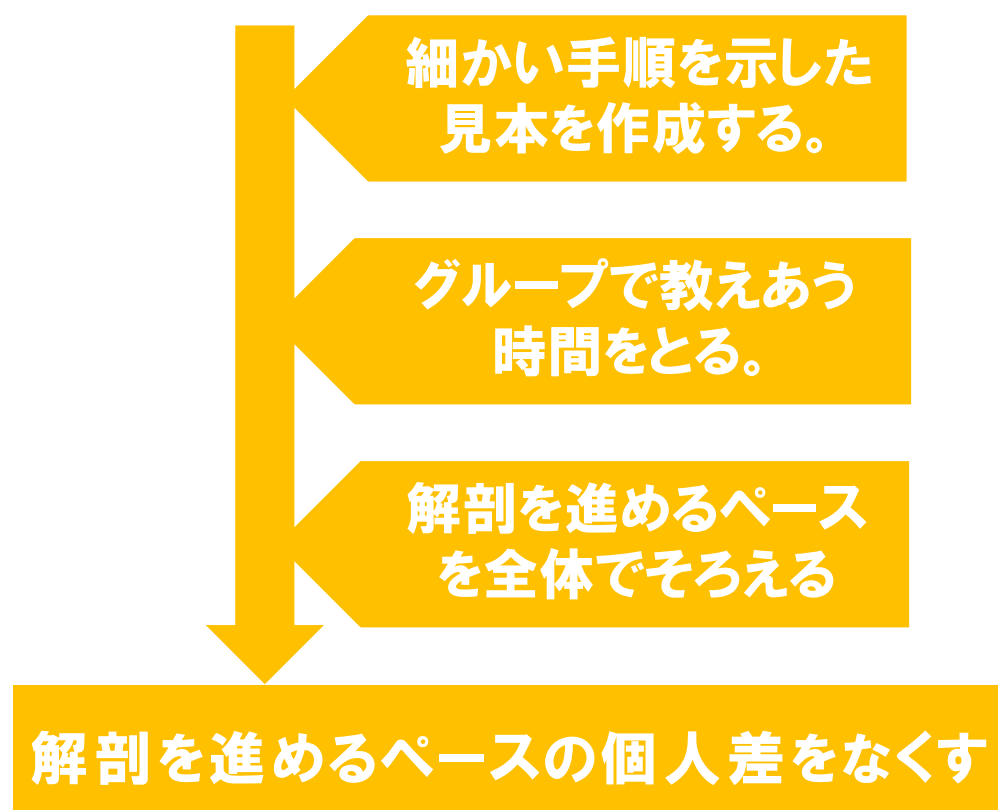 細かい手順を示した
見本を作成する。
グループで教えあう
時間をとる。
解剖を進めるペース
を全体でそろえる
解剖を進めるペースの個人差をなくす